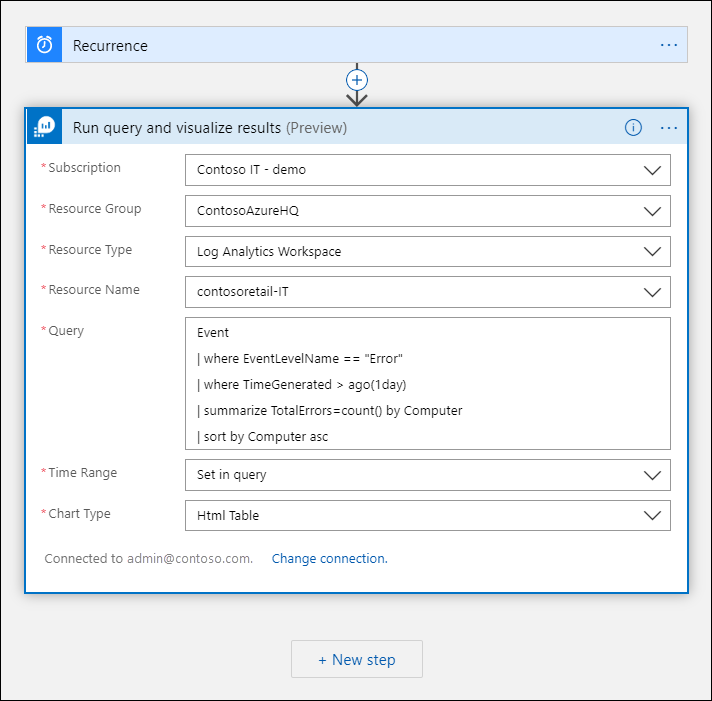 Recurrence
Run query and visualize results (Preview)
*Subscription
Contoso IT - demo
*Resource Group
ContosoAzureHQ
*Resource Type
Log Analytics Workspace
*Resource Name
contosoretail-IT
*Query
Event
| where EventLevelName == "Error"
| where TimeGenerated > ago(1day)
| summarize TotalErrors=count() by Computer
| sort by Computer asc
*Time Range
Set in query
*Chart Type
Html Table
Connected to admin@contoso.com. Change connection.
+ New step